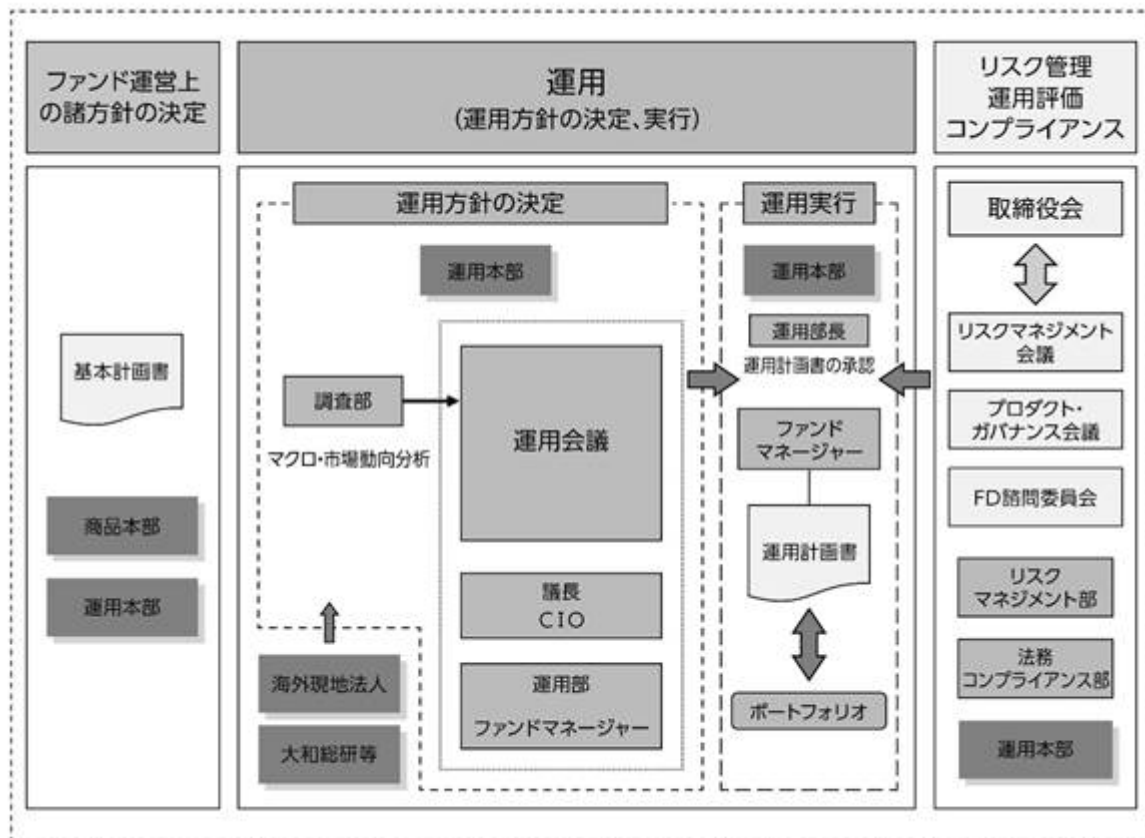 ファンド運営上
の諸方針の決定
運用
(運用方針の決定、実行)
リスク管理
運用評価
コンプライアンス
基本計画書
商品本部
運用本部
運用方針の決定
運用本部
調査部
マクロ・市場動向分析
運用会議
議長
CIO
運用部
ファンドマネージャー
海外現地法人
大和総研等
運用実行
運用本部
運用部長
運用計画書の承認
ファンド
マネージャー
運用計画書
ポートフォリオ
取締役会
リスクマネジメント
会議
プロダクト・
ガバナンス会議
FD諮問委員会
リスク
マネジメント部
法務
コンプライアンス部
運用本部